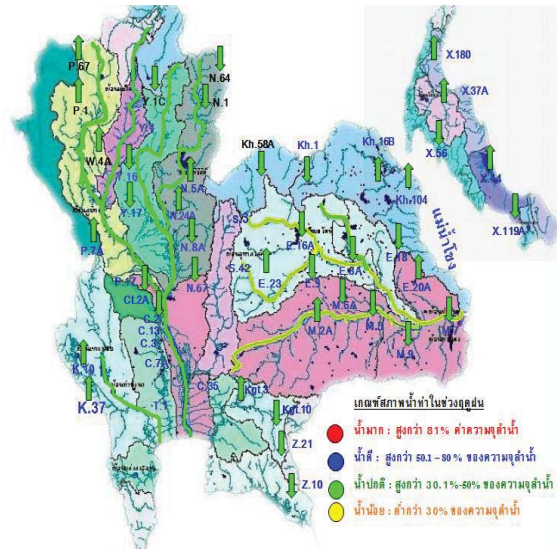 P.67
P.1
W.4A
Y.1C
N.64
N.1
Y.16
Y.17
N.5A
N.24A
N.8A
N.67
P.7A
P.17
Ct.2A
C.2
C.13
C.3
C.7A
C.35
K.10
K.37
T.1
Kh.58A
Kh.1
Kh.16B
Kh.104
แม่น้ำโขง
S.3
S.42
E.16A
E.23
E.9
E.8A
E.18
E.20A
M.6A
M.2A
M.5
M.9
M.7
Kgt.3
Kgt.10
Z.21
Z.10
X.180
X.37A
X.56
X.44
X.119A
เกณฑ์สภาพน้ำท่าในช่วงฤดูฝน
น้ำมาก : สูงกว่า 81% ค่าความจุลำน้ำ
น้ำดี : สูงกว่า 50.1 - 80 % ของความจุลำน้ำ
น้ำปกติ : สูงกว่า 30.1%-50% ของความจุลำน้ำ
น้ำน้อย : ต่ำกว่า 30% ของความจุลำน้ำ